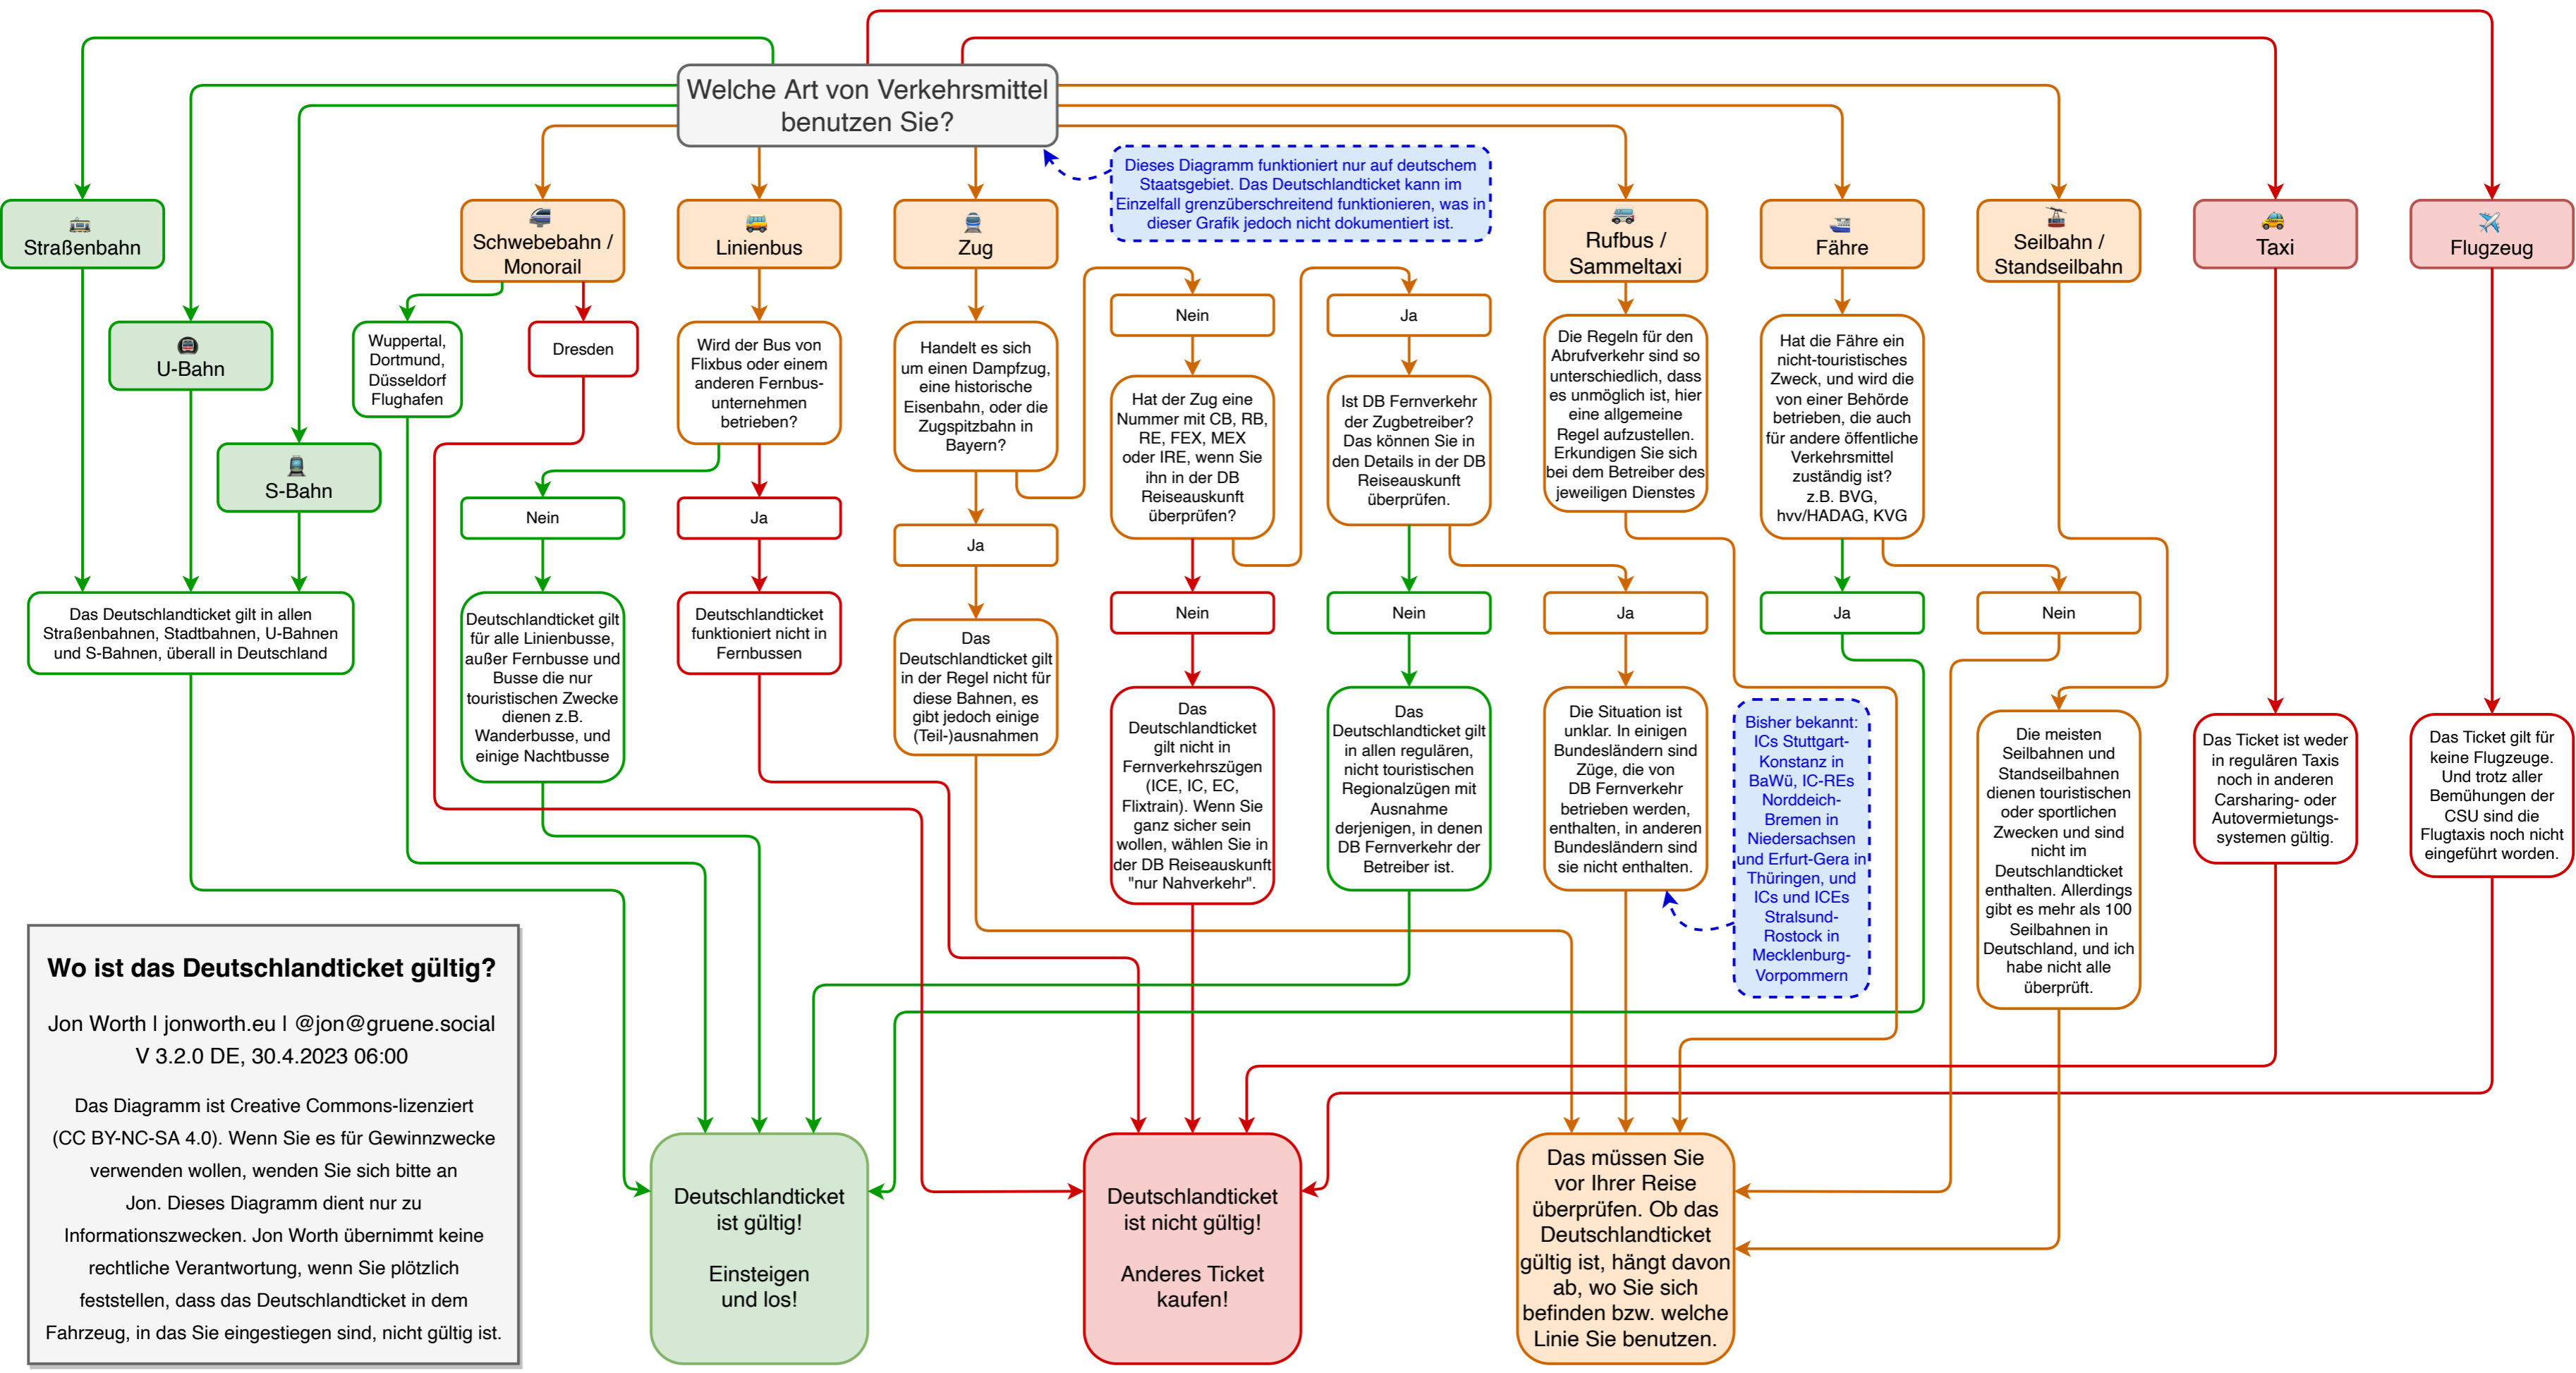 Welche Art von Verkehrsmittel
benutzen Sie?
Dieses Diagramm funktioniert nur auf deutschem
Staatsgebiet. Das Deutschlandticket kann im
Einzelfall grenzüberschreitend funktionieren, was in
dieser Grafik jedoch nicht dokumentiert ist.
Straßenbahn
U-Bahn
S-Bahn
Das Deutschlandticket gilt in allen
Straßenbahnen, Stadtbahnen, U-Bahnen
und S-Bahnen, überall in Deutschland
Schwebebahn /
Monorail
Wuppertal,
Dortmund,
Düsseldorf
Flughafen
Dresden
Linienbus
Wird der Bus von
Flixbus oder einem
anderen Fernbus-
unternehmen
betrieben?
Nein
Deutschlandticket gilt
für alle Linienbusse,
außer Fernbusse und
Busse die nur
touristischen Zwecke
dienen z.B.
Wanderbusse, und
einige Nachtbusse
Ja
Deutschlandticket
funktioniert nicht in
Fernbussen
Zug
Handelt es sich
um einen Dampfzug,
eine historische
Eisenbahn, oder die
Zugspitzbahn in
Bayern?
Ja
Das
Deutschlandticket gilt
in der Regel nicht für
diese Bahnen, es
gibt jedoch einige
(Teil-)ausnahmen
Nein
Hat der Zug eine
Nummer mit CB, RB,
RE, FEX, MEX
oder IRE, wenn Sie
ihn in der DB
Reiseauskunft
überprüfen?
Nein
Das
Deutschlandticket
gilt nicht in
Fernverkehrszügen
(ICE, IC, EC,
Flixtrain). Wenn Sie
ganz sicher sein
wollen, wählen Sie in
der DB Reiseauskunft
"nur Nahverkehr".
Ja
Ist DB Fernverkehr
der Zugbetreiber?
Das können Sie in
den Details in der DB
Reiseauskunft
überprüfen.
Nein
Das
Deutschlandticket gilt
in allen regulären,
nicht touristischen
Regionalzügen mit
Ausnahme
derjenigen, in denen
DB Fernverkehr der
Betreiber ist.
Ja
Die Situation ist
unklar. In einigen
Bundesländern sind
Züge, die von
DB Fernverkehr
betrieben werden,
enthalten, in anderen
Bundesländern sind
sie nicht enthalten.
Bisher bekannt:
ICs Stuttgart-
Konstanz in
BaWü, IC-REs
Norddeich-
Bremen in
Niedersachsen
und Erfurt-Gera in
Thüringen, und
ICs und ICEs
Stralsund-
Rostock in
Mecklenburg-
Vorpommern
Rufbus /
Sammeltaxi
Die Regeln für den
Abrufverkehr sind so
unterschiedlich, dass
es unmöglich ist, hier
eine allgemeine
Regel aufzustellen.
Erkundigen Sie sich
bei dem Betreiber des
jeweiligen Dienstes
Fähre
Hat die Fähre ein
nicht-touristisches
Zweck, und wird die
von einer Behörde
betrieben, die auch
für andere öffentliche
Verkehrsmittel
zuständig ist?
z.B. BVG,
hvv/HADAG, KVG
Ja
Nein
Seilbahn /
Standseilbahn
Die meisten
Seilbahnen und
Standseilbahnen
dienen touristischen
oder sportlichen
Zwecken und sind
nicht im
Deutschlandticket
enthalten. Allerdings
gibt es mehr als 100
Seilbahnen in
Deutschland, und ich
habe nicht alle
überprüft.
Taxi
Das Ticket ist weder
in regulären Taxis
noch in anderen
Carsharing- oder
Autovermietungs-
systemen gültig.
Flugzeug
Das Ticket gilt für
keine Flugzeuge.
Und trotz aller
Bemühungen der
CSU sind die
Flugtaxis noch nicht
eingeführt worden.
Wo ist das Deutschlandticket gültig?
Jon Worth | jonworth.eu | @jon@gruene.social
V 3.2.0 DE, 30.4.2023 06:00
Das Diagramm ist Creative Commons-lizenziert
(CC BY-NC-SA 4.0). Wenn Sie es für Gewinnzwecke
verwenden wollen, wenden Sie sich bitte an
Jon. Dieses Diagramm dient nur zu
Informationszwecken. Jon Worth übernimmt keine
rechtliche Verantwortung, wenn Sie plötzlich
feststellen, dass das Deutschlandticket in dem
Fahrzeug, in das Sie eingestiegen sind, nicht gültig ist.
Deutschlandticket
ist gültig!
Einsteigen
und los!
Deutschlandticket
ist nicht gültig!
Anderes Ticket
kaufen!
Das müssen Sie
vor Ihrer Reise
überprüfen. Ob das
Deutschlandticket
gültig ist, hängt davon
ab, wo Sie sich
befinden bzw. welche
Linie Sie benutzen.